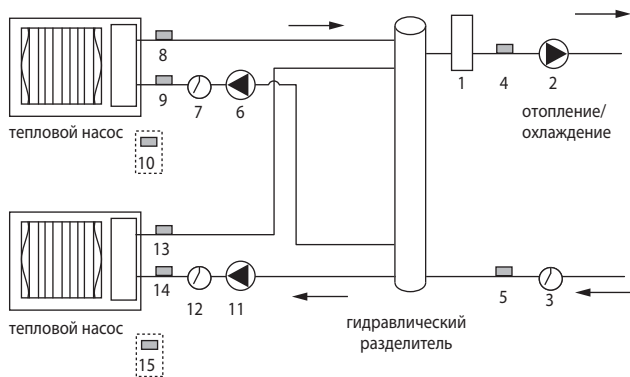 8
9
7
6
1
4
2
тепловой насос
отопление/
охлаждение
10
13
14
12
11
5
3
тепловой насос
гидравлический
разделитель
15